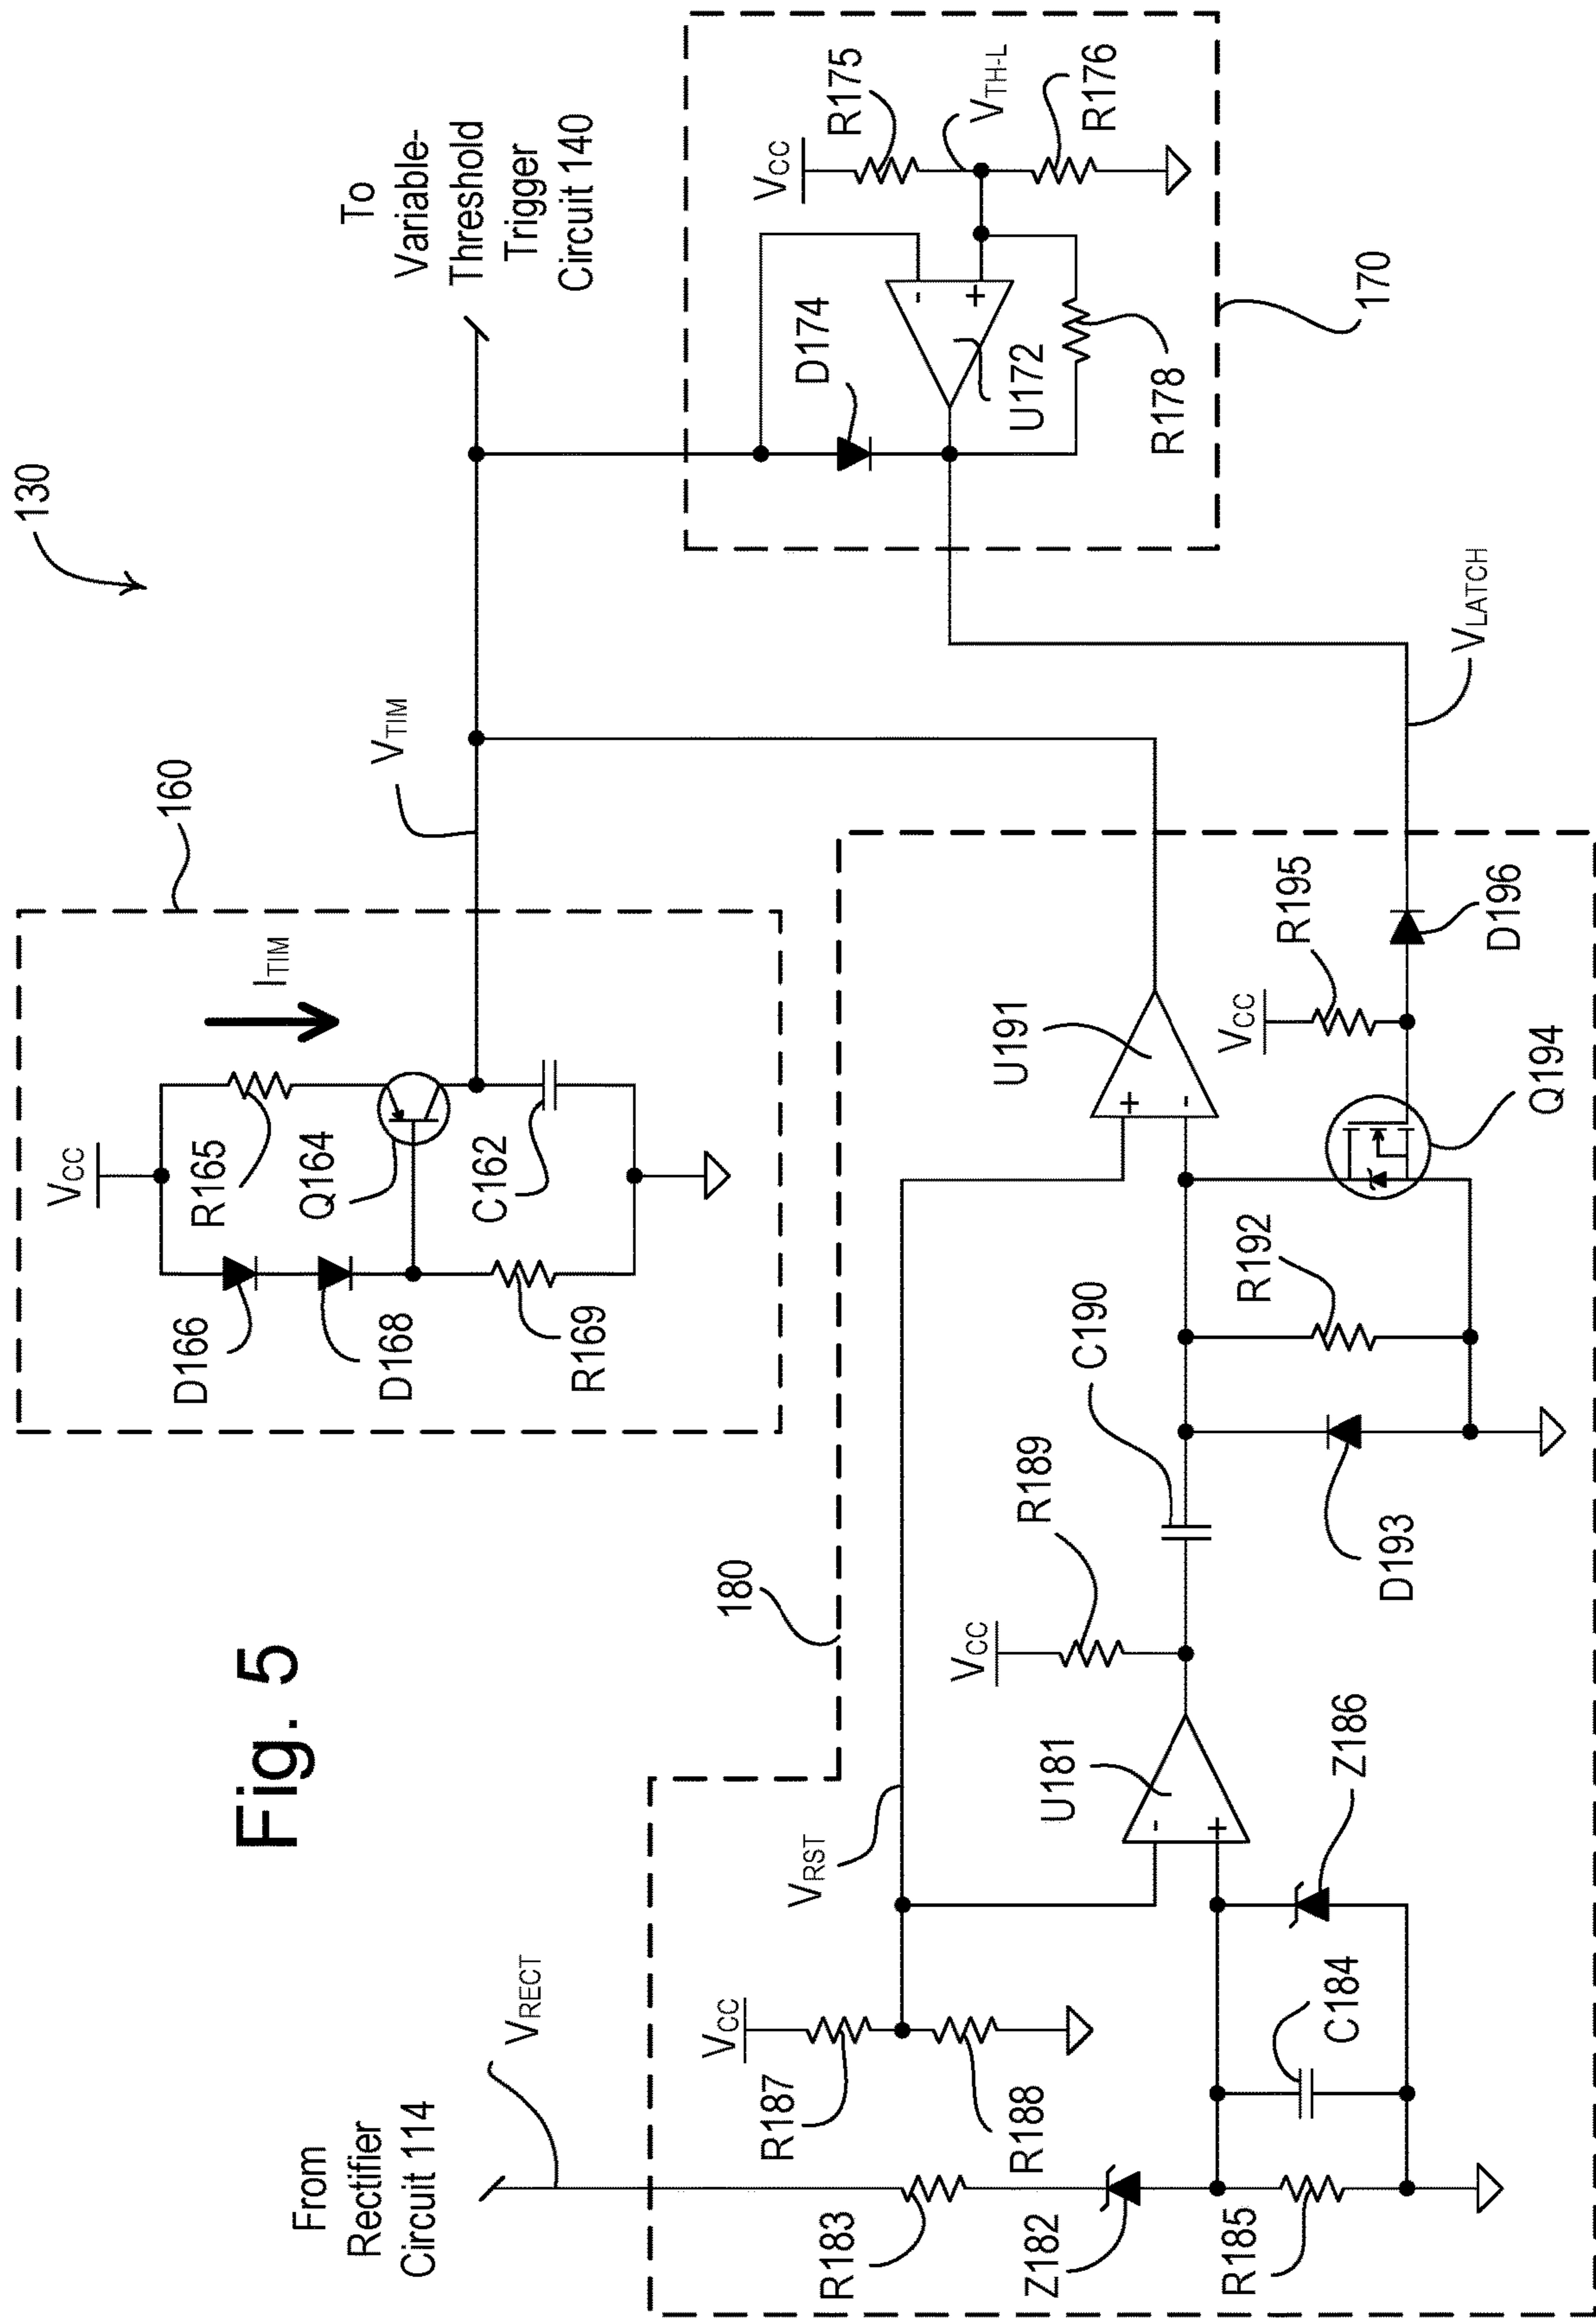 Fig. 5
130
160
VCC
ITIM
R165
Q164
C162
D166
D168
R169
VTIM
To
Variable-
Threshold
Trigger
Circuit 140
D174
-
+
U172
R178
VCC
R175
VTH-L
R176
170
VLATCH
From
Rectifier
Circuit 114
VRECT
180
R183
Z182
R185
VCC
R187
R188
C184
VRST
U181
-
+
Z186
VCC
R189
C190
D193
R192
U191
+
-
Q194
VCC
R195
D196